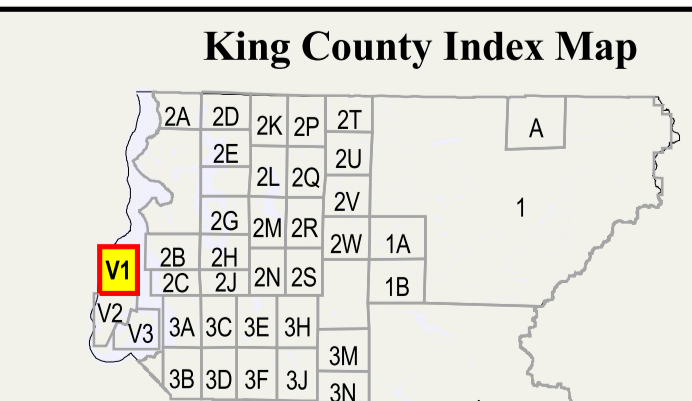 King County Index Map
2A 2D 2K 2P 2T A
2E 2U
2L 2Q
2V 1
2G 2M 2R
2W 1A
V1 2B 2H 2N 2S
2C 2J 1B
V2 V3 3A 3C 3E 3H
3M
3B 3D 3F 3J
3N